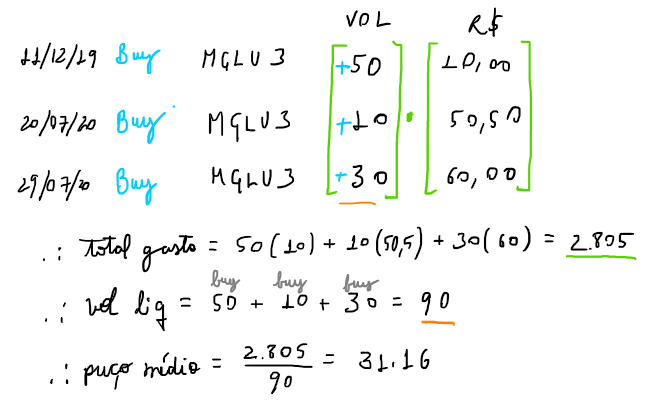 VOL R$
11/12/19 Buy MGLU3 +50 10,00
20/07/20 Buy MGLU3 +10 50,50
29/07/20 Buy MGLU3 +30 60,00
∴ total gasto = 50(10) + 10(50,5) + 30(60) = 2.805
buy buy buy
∴ vol liq = 50 + 10 + 30 = 90
∴ preço médio = 2.805/90 = 31.16